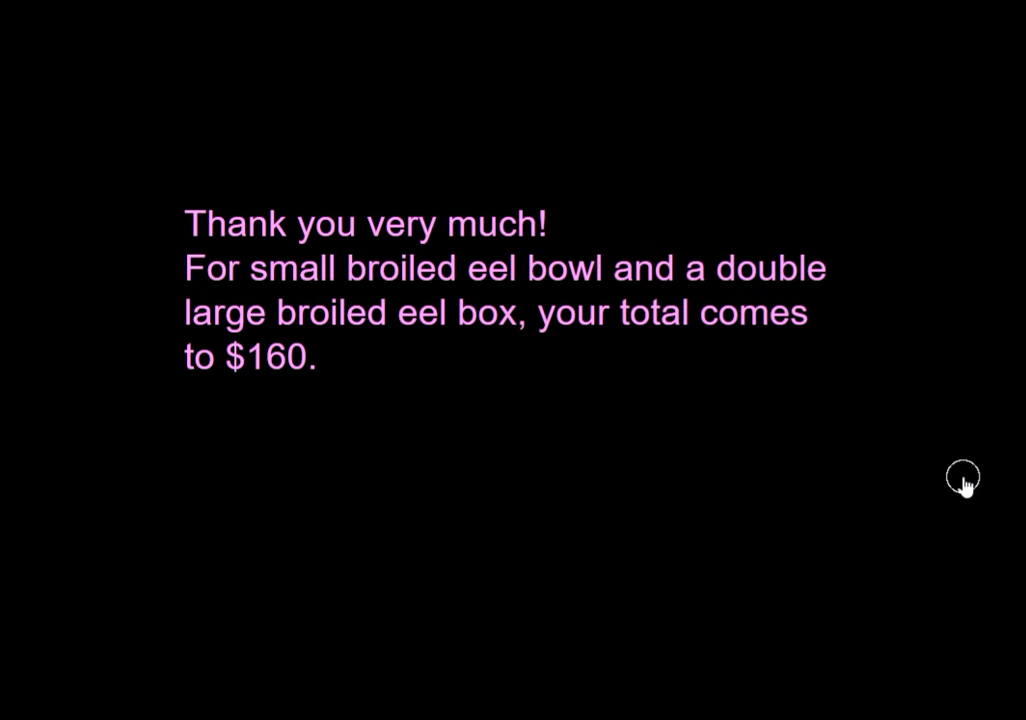 Thank you very much!
For small broiled eel bowl and a double
large broiled eel box, your total comes
to $160.